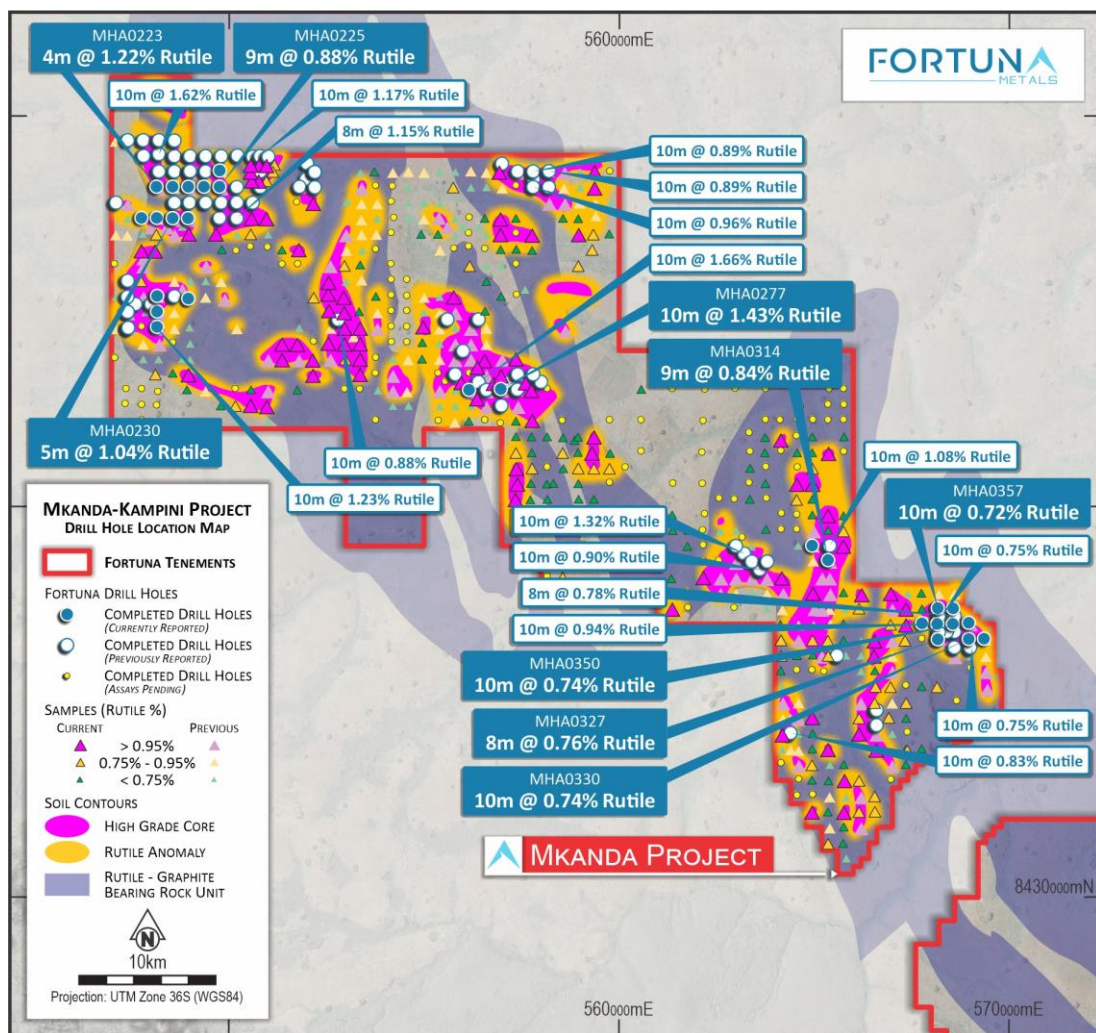 MHA0223
4m @ 1.22% Rutile
MHA0225
9m @ 0.88% Rutile
560000mE
FORTUNA
METALS
10m @ 1.62% Rutile
10m @ 1.17% Rutile
8m @ 1.15% Rutile
10m @ 0.89% Rutile
10m @ 0.89% Rutile
10m @ 0.96% Rutile
10m @ 1.66% Rutile
MHA0277
10m @ 1.43% Rutile
MHA0314
9m @ 0.84% Rutile
MHA0230
5m @ 1.04% Rutile
10m @ 0.88% Rutile
10m @ 1.23% Rutile
10m @ 1.08% Rutile
MHA0357
10m @ 0.72% Rutile
10m @ 1.32% Rutile
10m @ 0.90% Rutile
10m @ 0.75% Rutile
8m @ 0.78% Rutile
10m @ 0.94% Rutile
MHA0350
10m @ 0.74% Rutile
MHA0327
8m @ 0.76% Rutile
10m @ 0.75% Rutile
10m @ 0.83% Rutile
MHA0330
10m @ 0.74% Rutile
MKANDA PROJECT
8430000mN
560000mE
570000mE
MKANDA-KAMPINI PROJECT
DRILL HOLE LOCATION MAP
FORTUNA TENEMENTS
FORTUNA DRILL HOLES
COMPLETED DRILL HOLES
(CURRENTLY REPORTED)
COMPLETED DRILL HOLES
(PREVIOUSLY REPORTED)
COMPLETED DRILL HOLES
(ASSAYS PENDING)
SAMPLES (RUTILE %)
CURRENT PREVIOUS
> 0.95%
0.75% - 0.95%
< 0.75%
SOIL CONTOURS
HIGH GRADE CORE
RUTILE ANOMALY
RUTILE - GRAPHITE
BEARING ROCK UNIT
N
10km
Projection: UTM Zone 36S (WGS84)